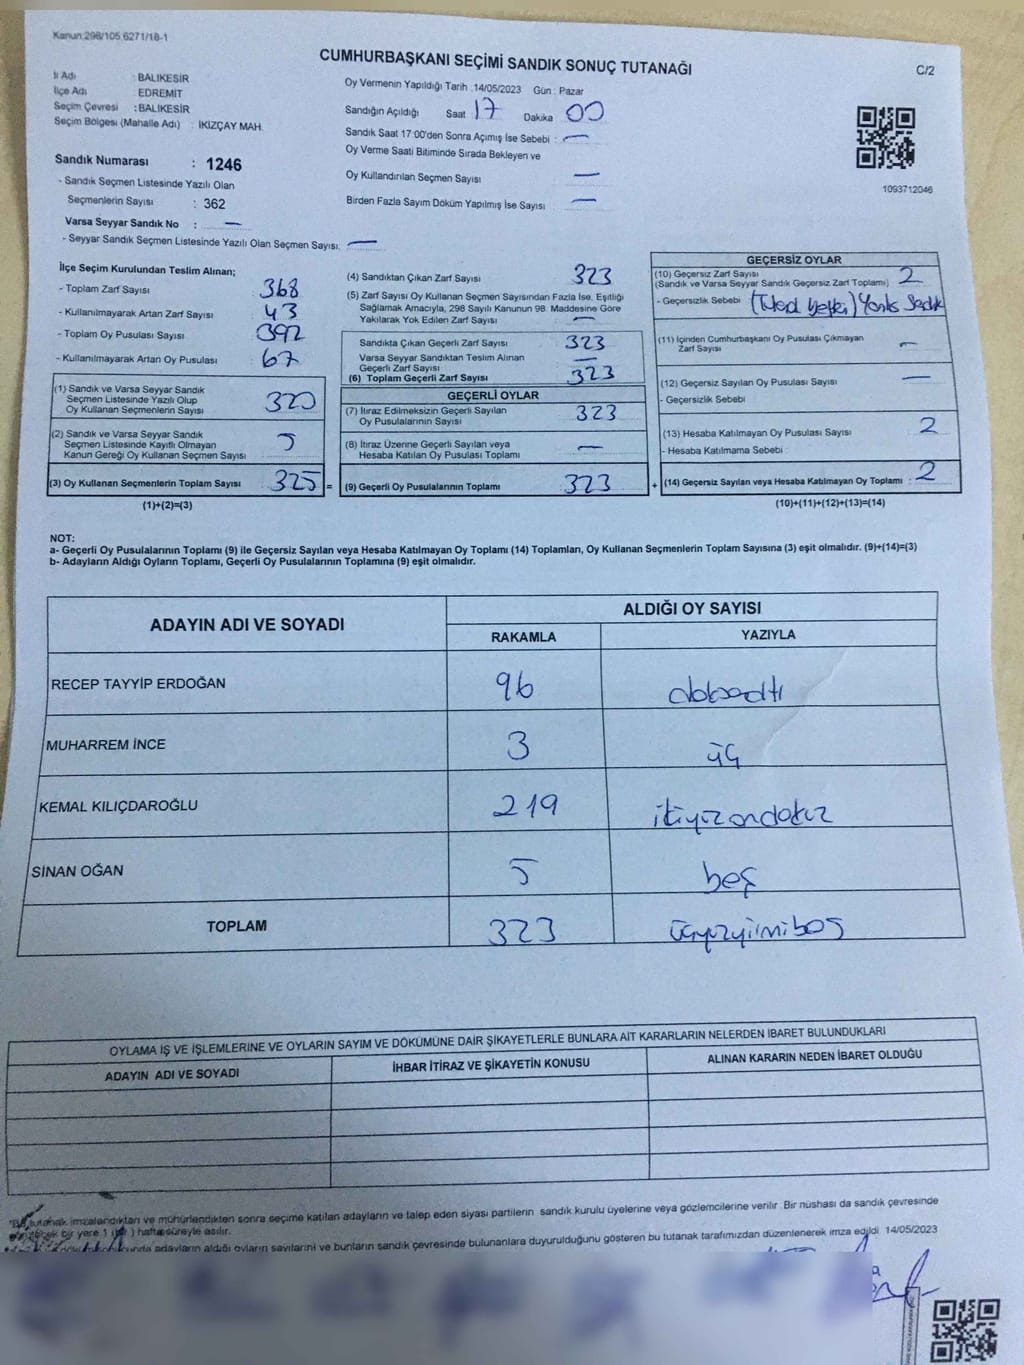 Kanun:298/105,6271/18-1
CUMHURBAŞKANI SEÇİMİ SANDIK SONUÇ TUTANAĞI
C/2
İl Adı : BALIKESİR
İlçe Adı : EDREMİT
Seçim Çevresi : BALIKESİR
Seçim Bölgesi (Mahalle Adı) : İKİZÇAY MAH.
Oy Vermenin Yapıldığı Tarih :14/05/2023 Gün : Pazar
Sandığın Açıldığı Saat 17 Dakika 00
Sandık Saat 17:00'den Sonra Açımış İse Sebebi : —
Oy Verme Saati Bitiminde Sırada Bekleyen ve
Oy Kullandırılan Seçmen Sayısı —
Birden Fazla Sayım Döküm Yapılmış İse Sayısı —
1093712046
Sandık Numarası : 1246
- Sandık Seçmen Listesinde Yazılı Olan
Seçmenlerin Sayısı : 362
Varsa Seyyar Sandık No : —
- Seyyar Sandık Seçmen Listesinde Yazılı Olan Seçmen Sayısı: —
İlçe Seçim Kurulundan Teslim Alınan;
- Toplam Zarf Sayısı 368
- Kullanılmayarak Artan Zarf Sayısı 43
- Toplam Oy Pusulası Sayısı 392
- Kullanılmayarak Artan Oy Pusulası 67
(1) Sandık ve Varsa Seyyar Sandık
Seçmen Listesinde Yazılı Olup
Oy Kullanan Seçmenlerin Sayısı 320
(2) Sandık ve Varsa Seyyar Sandık
Seçmen Listesinde Kayıtlı Olmayan
Kanun Gereği Oy Kullanan Seçmen Sayısı 5
(3) Oy Kullanan Seçmenlerin Toplam Sayısı 325 =
(1)+(2)=(3)
(4) Sandıktan Çıkan Zarf Sayısı 323
(5) Zarf Sayısı Oy Kullanan Seçmen Sayısından Fazla İse, Eşitliği
Sağlamak Amacıyla, 298 Sayılı Kanunun 98. Maddesine Göre
Yakılarak Yok Edilen Zarf Sayısı —
Sandıkta Çıkan Geçerli Zarf Sayısı 323
Varsa Seyyar Sandıktan Teslim Alınan
Geçerli Zarf Sayısı —
(6) Toplam Geçerli Zarf Sayısı 323
GEÇERLİ OYLAR
(7) İtiraz Edilmeksizin Geçerli Sayılan
Oy Pusulalarının Sayısı 323
(8) İtiraz Üzerine Geçerli Sayılan veya
Hesaba Katılan Oy Pusulası Toplamı —
(9) Geçerli Oy Pusulalarının Toplamı 323 +
GEÇERSİZ OYLAR
(10) Geçersiz Zarf Sayısı
(Sandık ve Varsa Seyyar Sandık Geçersiz Zarf Toplamı) 2
- Geçersizlik Sebebi
(11) İçinden Cumhurbaşkanı Oy Pusulası Çıkmayan
Zarf Sayısı —
(12) Geçersiz Sayılan Oy Pusulası Sayısı —
- Geçersizlik Sebebi
(13) Hesaba Katılmayan Oy Pusulası Sayısı 2
- Hesaba Katılmama Sebebi
(14) Geçersiz Sayılan veya Hesaba Katılmayan Oy Toplamı : 2
(10)+(11)+(12)+(13)=(14)
NOT:
a- Geçerli Oy Pusulalarının Toplamı (9) ile Geçersiz Sayılan veya Hesaba Katılmayan Oy Toplamı (14) Toplamları, Oy Kullanan Seçmenlerin Toplam Sayısına (3) eşit olmalıdır. (9)+(14)=(3)
b- Adayların Aldığı Oyların Toplamı, Geçerli Oy Pusulalarının Toplamına (9) eşit olmalıdır.
ADAYIN ADI VE SOYADI ALDIĞI OY SAYISI
RAKAMLA YAZIYLA
RECEP TAYYİP ERDOĞAN 96
MUHARREM İNCE 3 üç
KEMAL KILIÇDAROĞLU 219 ikiyüzondokuz
SİNAN OĞAN 5 beş
TOPLAM 323
OYLAMA İŞ VE İŞLEMLERİNE VE OYLARIN SAYIM VE DÖKÜMÜNE DAİR ŞİKAYETLERLE BUNLARA AİT KARARLARIN NELERDEN İBARET BULUNDUKLARI
ADAYIN ADI VE SOYADI İHBAR İTİRAZ VE ŞİKAYETİN KONUSU ALINAN KARARIN NEDEN İBARET OLDUĞU
tutanak imzalandıktan ve mühürlendikten sonra seçime katılan adayların ve talep eden siyasi partilerin sandık kurulu üyelerine veya gözlemcilerine verilir. Bir nüshası da sandık çevresinde
bir yere 1 ) hafta süreyle asılır.
adayların aldığı oyların sayılarını ve bunların sandık çevresinde bulunanlara duyurulduğunu gösteren bu tutanak tarafımızdan düzenlenerek imza edildi. 14/05/2023